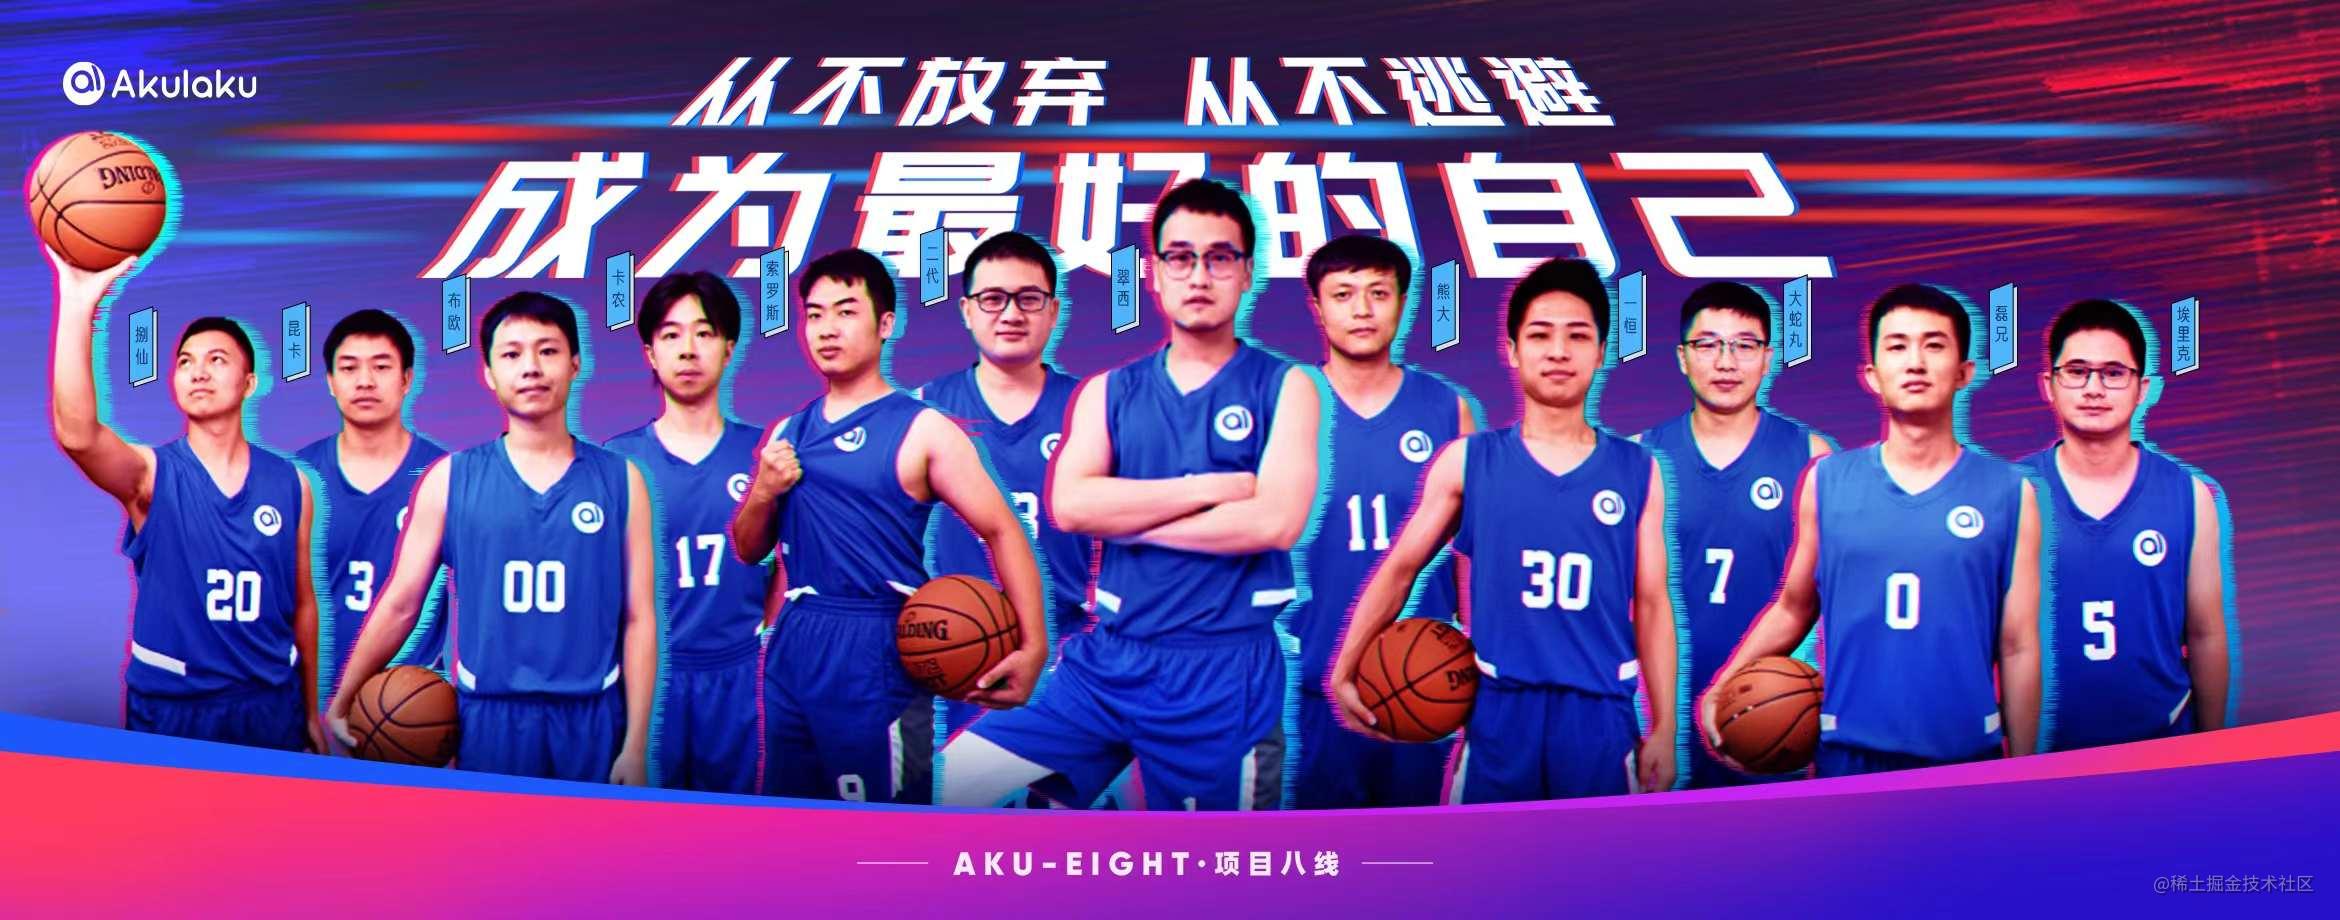 Akulaku
从不放弃 从不逃避
成为最好的自己
捌仙
昆卡
布欧
卡农
索罗斯
二代
翠西
熊大
一恒
大蛇丸
磊兄
埃里克
SPALDING
20
3
00
17
9
SPALDING
3
11
30
7
0
5
AKU-EIGHT·项目八线
@稀土掘金技术社区